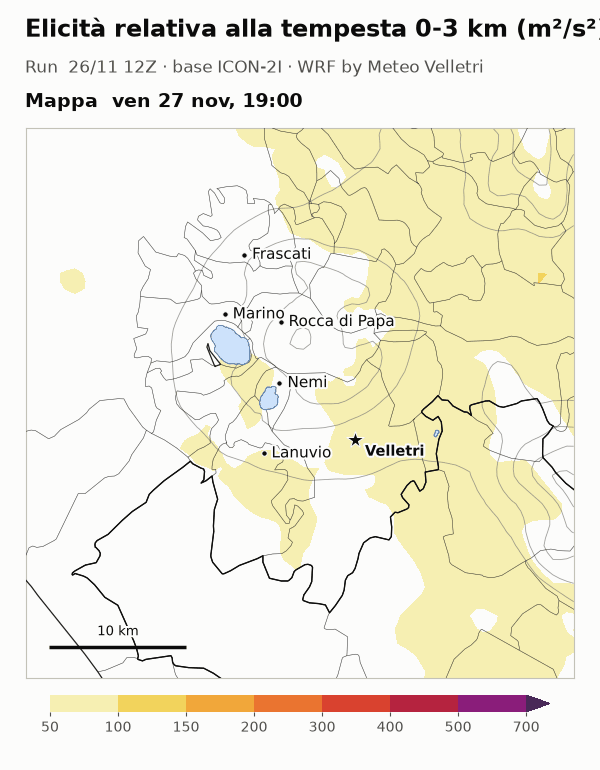 Elicità relativa alla tempesta 0-3 km (m²/s²)
Run 26/11 12Z · base ICON-2I · WRF by Meteo Velletri
Mappa ven 27 nov, 19:00
Frascati
Marino
Rocca di Papa
Nemi
Velletri
Lanuvio
10 km
50 100 150 200 300 400 500 700